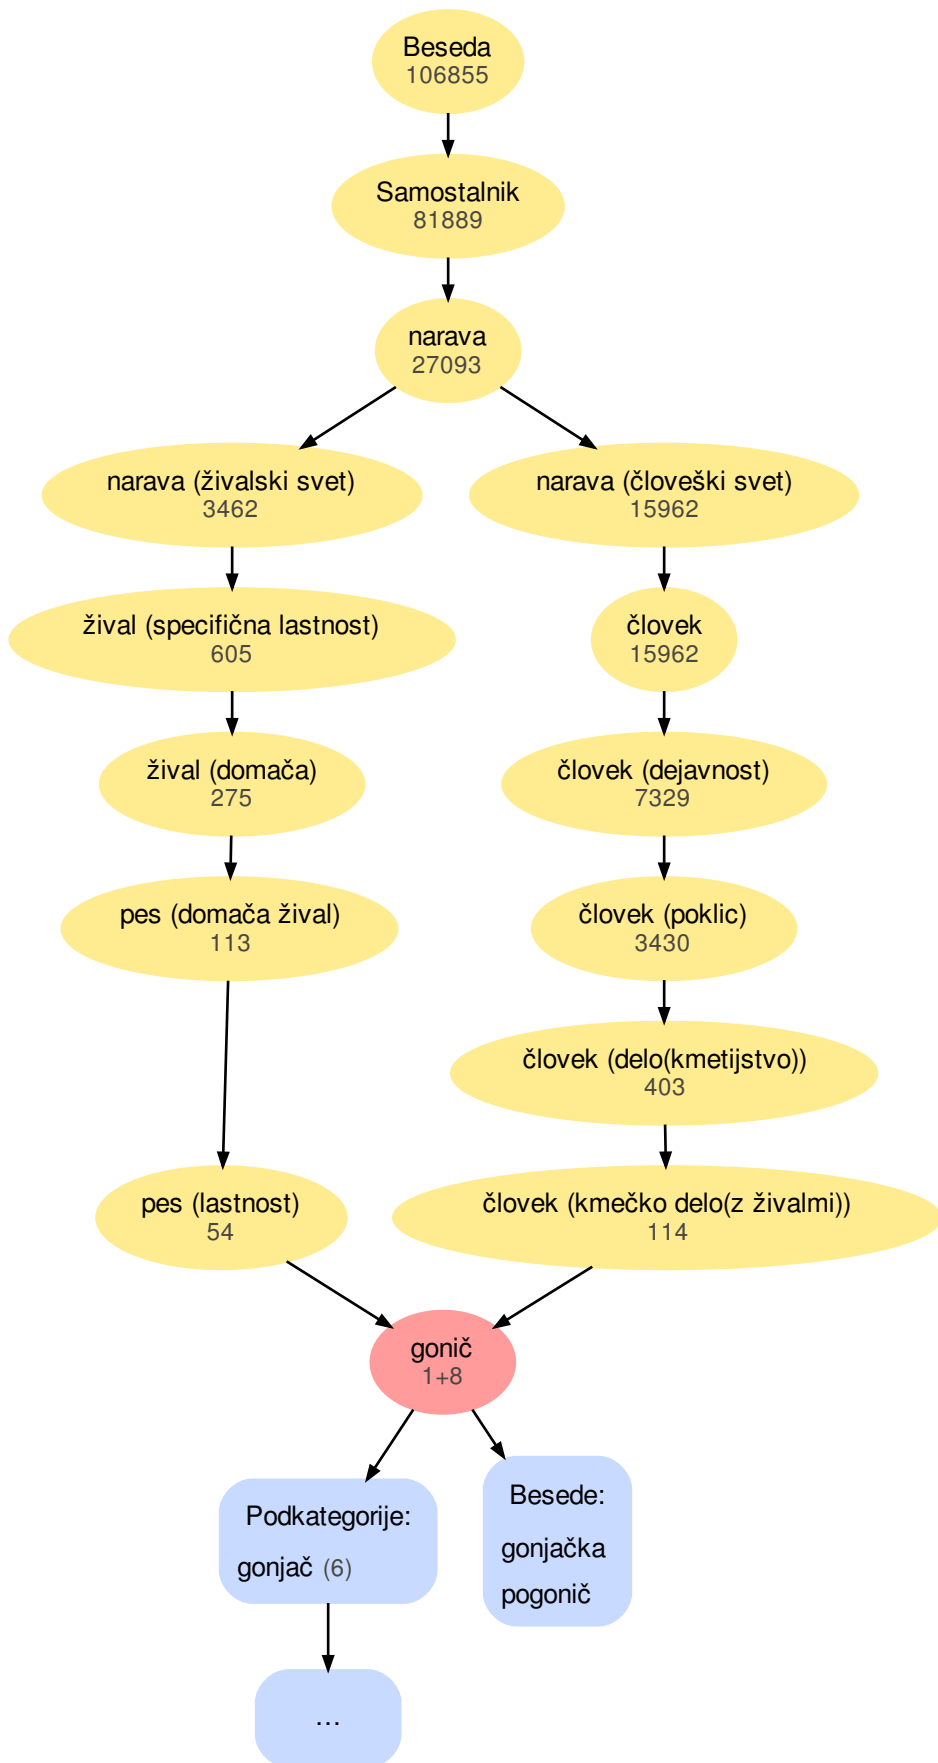 Beseda
106855
Samostalnik
81889
narava
27093
narava (živalski svet)
3462
narava (človeški svet)
15962
žival (specifična lastnost)
605
človek
15962
žival (domača)
275
človek (dejavnost)
7329
pes (domača žival)
113
človek (poklic)
3430
človek (delo(kmetijstvo))
403
pes (lastnost)
54
človek (kmečko delo(z živalmi))
114
gonič
1+8
Podkategorije:
gonjač (6)
Besede:
gonjačka
pogonič
...